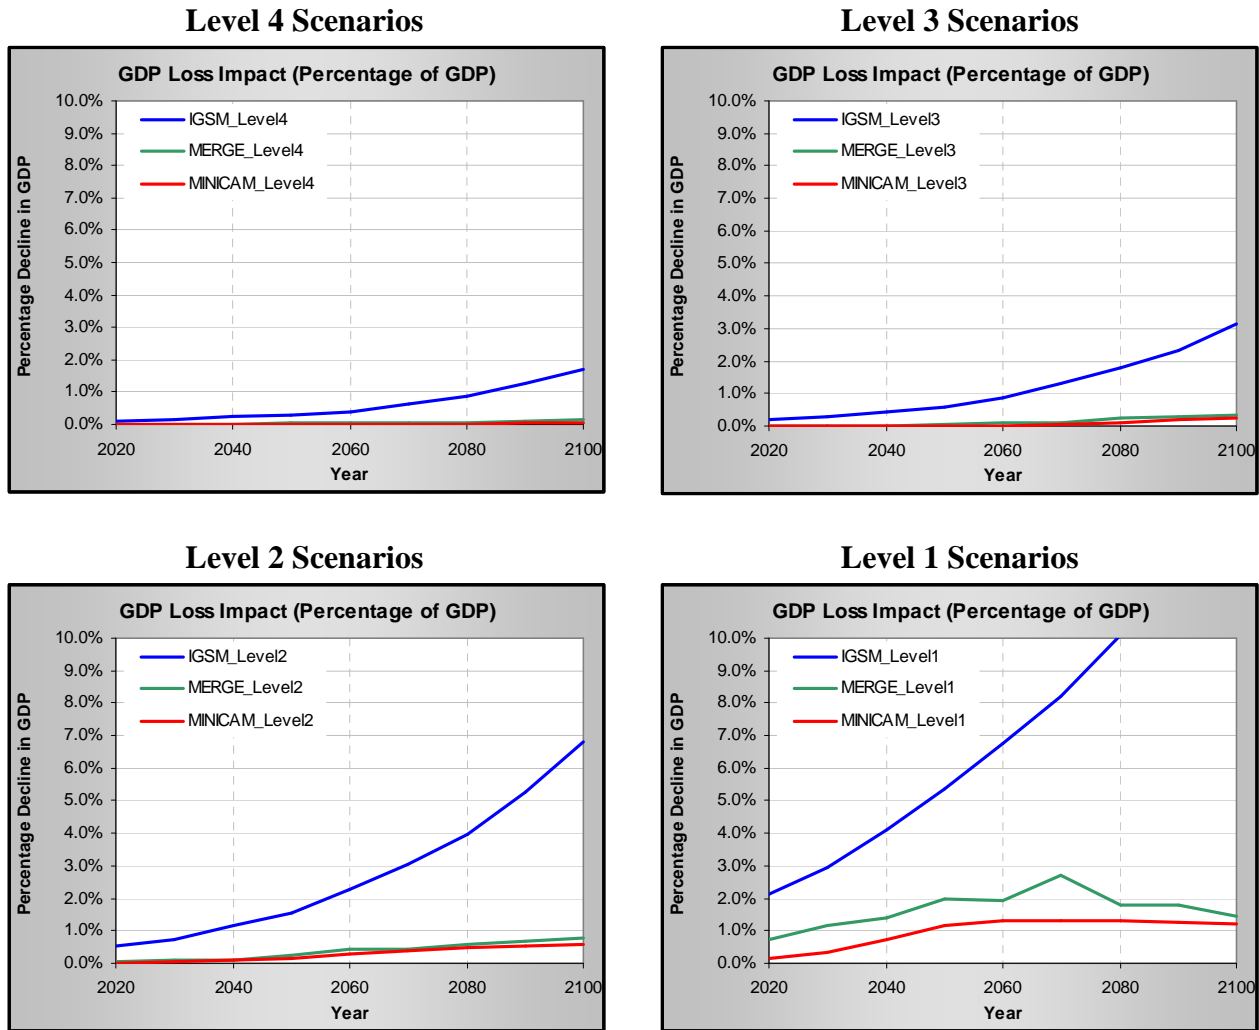 Level 4 Scenarios
GDP Loss Impact (Percentage of GDP)
Percentage Decline in GDP
10.0%
9.0%
8.0%
7.0%
6.0%
5.0%
4.0%
3.0%
2.0%
1.0%
0.0%
IGSM_Level4
MERGE_Level4
MINICAM_Level4
2020 2040 2060 2080 2100
Year
Level 3 Scenarios
GDP Loss Impact (Percentage of GDP)
Percentage Decline in GDP
10.0%
9.0%
8.0%
7.0%
6.0%
5.0%
4.0%
3.0%
2.0%
1.0%
0.0%
IGSM_Level3
MERGE_Level3
MINICAM_Level3
2020 2040 2060 2080 2100
Year
Level 2 Scenarios
GDP Loss Impact (Percentage of GDP)
Percentage Decline in GDP
10.0%
9.0%
8.0%
7.0%
6.0%
5.0%
4.0%
3.0%
2.0%
1.0%
0.0%
IGSM_Level2
MERGE_Level2
MINICAM_Level2
2020 2040 2060 2080 2100
Year
Level 1 Scenarios
GDP Loss Impact (Percentage of GDP)
Percentage Decline in GDP
10.0%
9.0%
8.0%
7.0%
6.0%
5.0%
4.0%
3.0%
2.0%
1.0%
0.0%
IGSM_Level1
MERGE_Level1
MINICAM_Level1
2020 2040 2060 2080 2100
Year